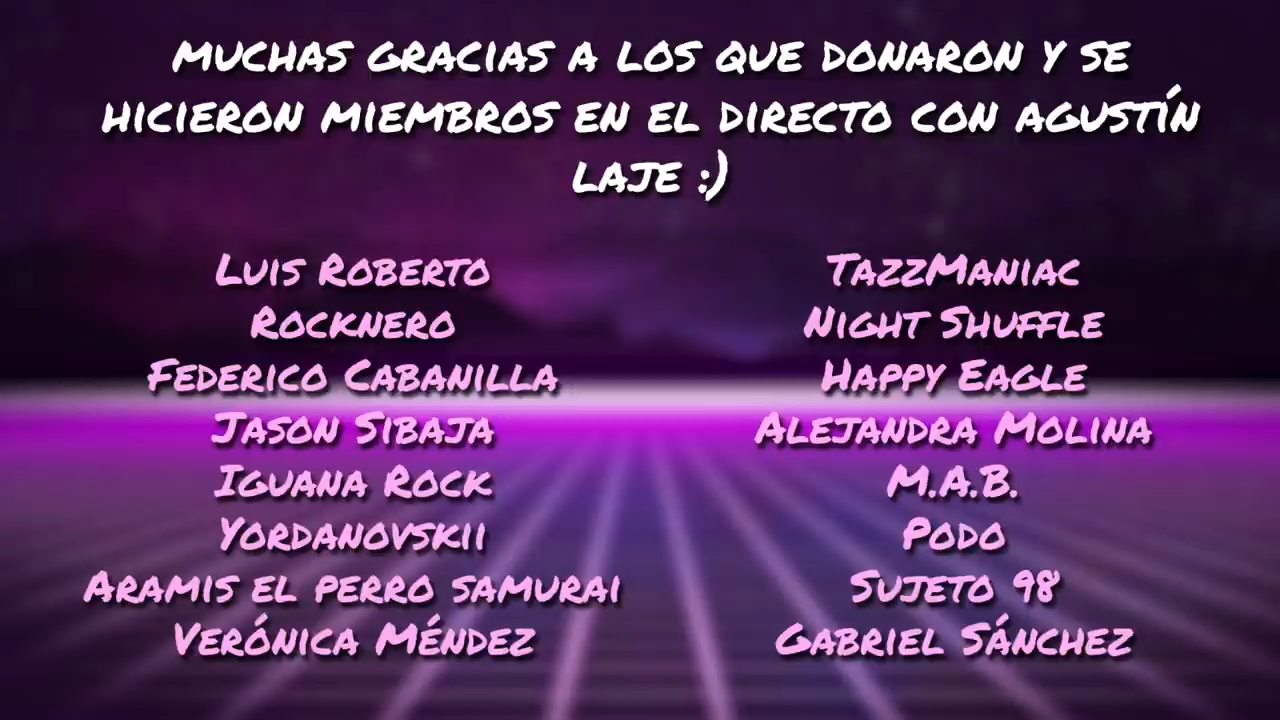 MUCHAS GRACIAS A LOS QUE DONARON Y SE
HICIERON MIEMBROS EN EL DIRECTO CON AGUSTÍN
LAJE :)
LUIS ROBERTO
ROCKNERO
FEDERICO CABANILLA
JASON SIBAJA
IGUANA ROCK
YORDANOVSKII
ARAMIS EL PERRO SAMURAI
VERÓNICA MÉNDEZ
TAZZMANIAC
NIGHT SHUFFLE
HAPPY EAGLE
ALEJANDRA MOLINA
M.A.B.
PODO
SUJETO 98
GABRIEL SÁNCHEZ